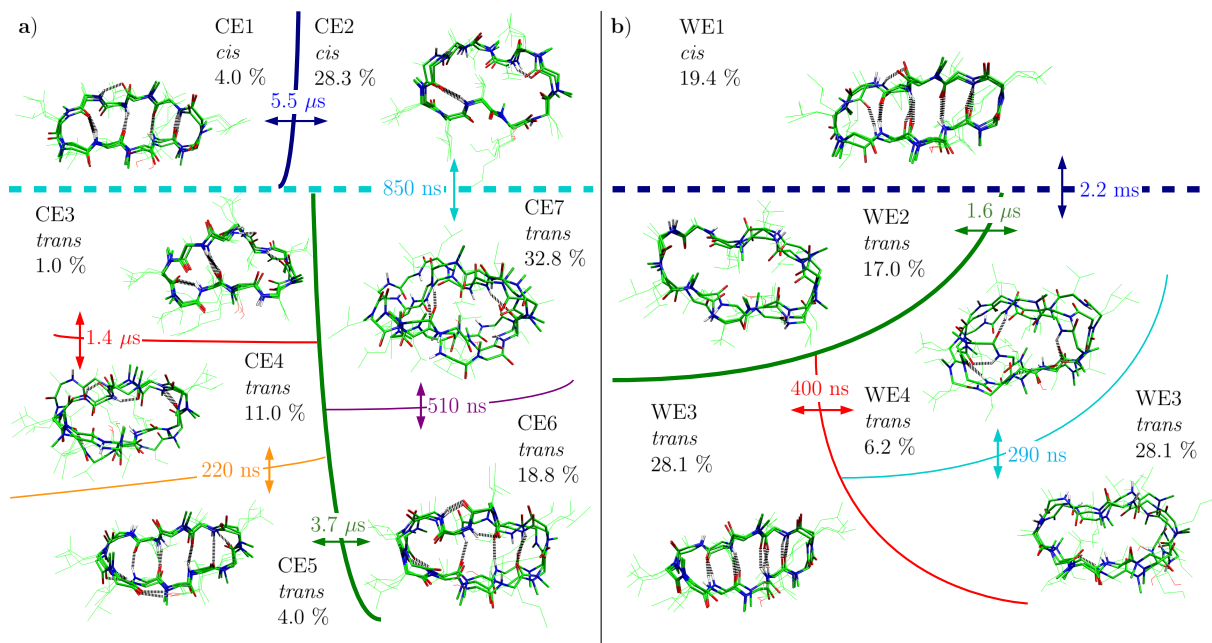 a)
CE1
cis
4.0 %
CE2
cis
28.3 %
5.5 μs
850 ns
CE3
trans
1.0 %
CE7
trans
32.8 %
1.4 μs
CE4
trans
11.0 %
510 ns
CE6
trans
18.8 %
220 ns
3.7 μs
CE5
trans
4.0 %
b)
WE1
cis
19.4 %
2.2 ms
WE2
trans
17.0 %
1.6 μs
400 ns
WE3
trans
28.1 %
WE4
trans
6.2 %
WE3
trans
28.1 %
290 ns